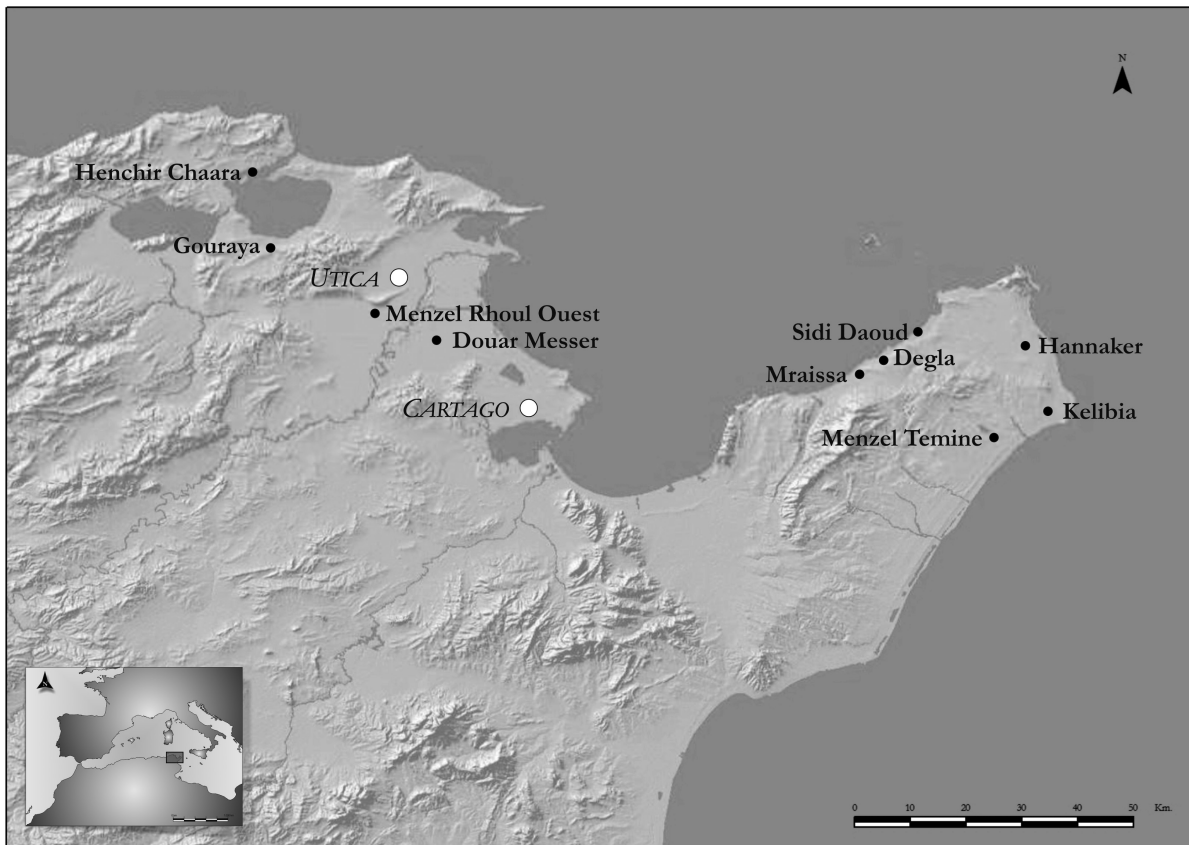 N
Henchir Chaara
Gouraya
UTICA
Menzel Rhoul Ouest
Douar Messer
CARTAGO
Sidi Daoud
Degla
Mraissa
Hannaker
Kelibia
Menzel Temine
N
0 10 20 30 40 50 Km.